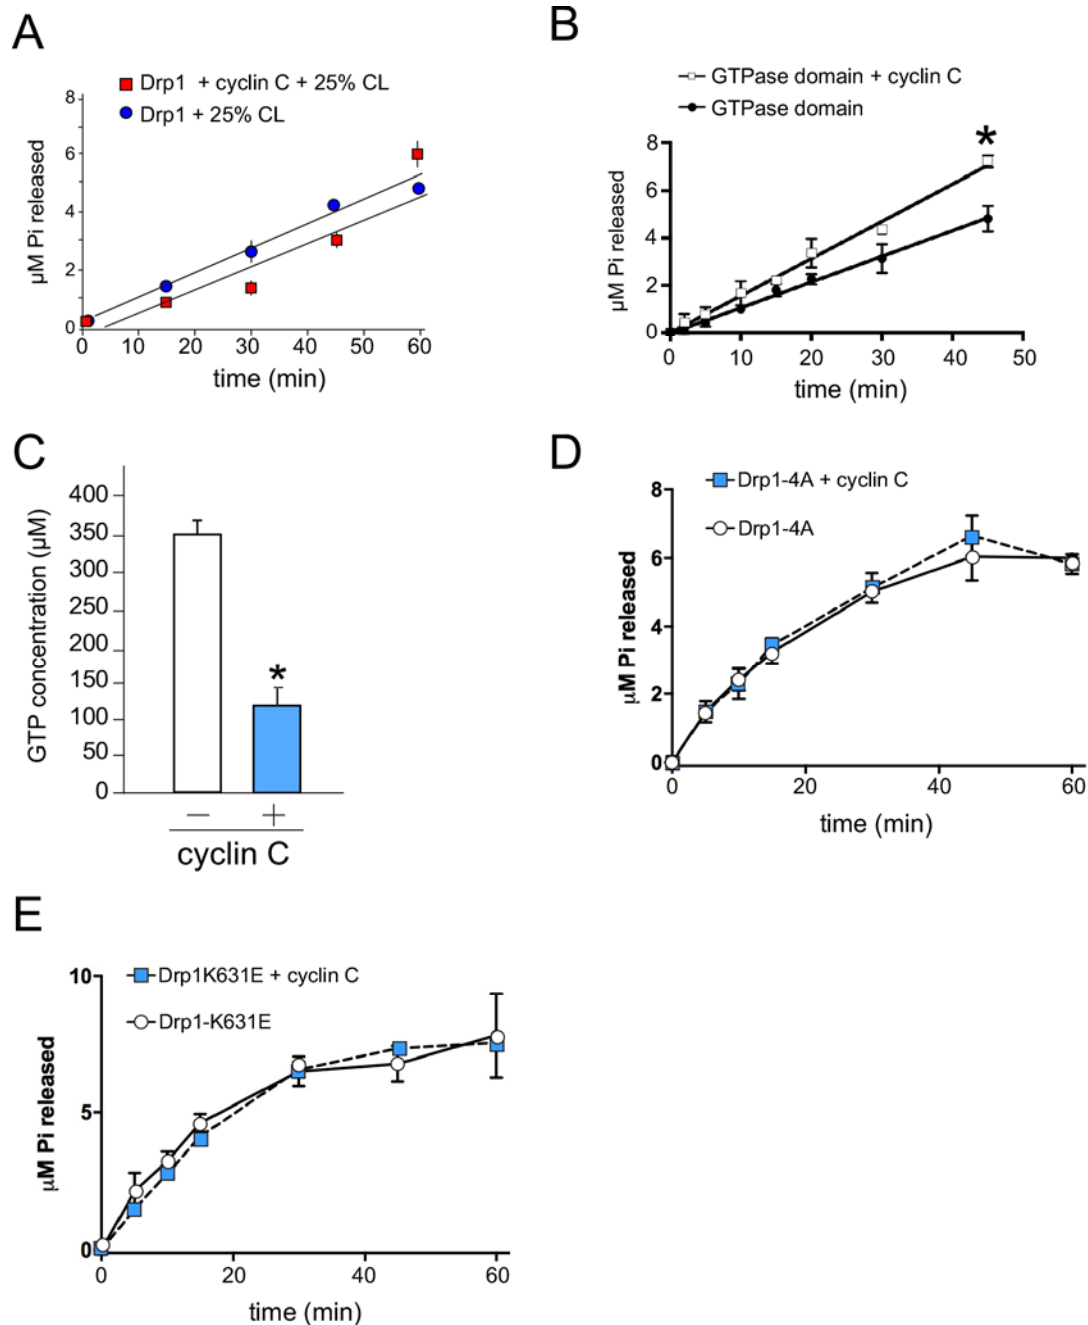 A
Drp1 + cyclin C + 25% CL
Drp1 + 25% CL
µM Pi released
8
6
4
2
0
0 10 20 30 40 50 60
time (min)
B
GTPase domain + cyclin C
GTPase domain
*
µM Pi released
8
6
4
2
0
0 10 20 30 40 50
time (min)
C
GTP concentration (µM)
400
350
300
250
200
150
100
50
0
*
− +
cyclin C
D
Drp1-4A + cyclin C
Drp1-4A
µM Pi released
8
6
4
2
0
0 20 40 60
time (min)
E
Drp1K631E + cyclin C
Drp1-K631E
µM Pi released
10
5
0
0 20 40 60
time (min)